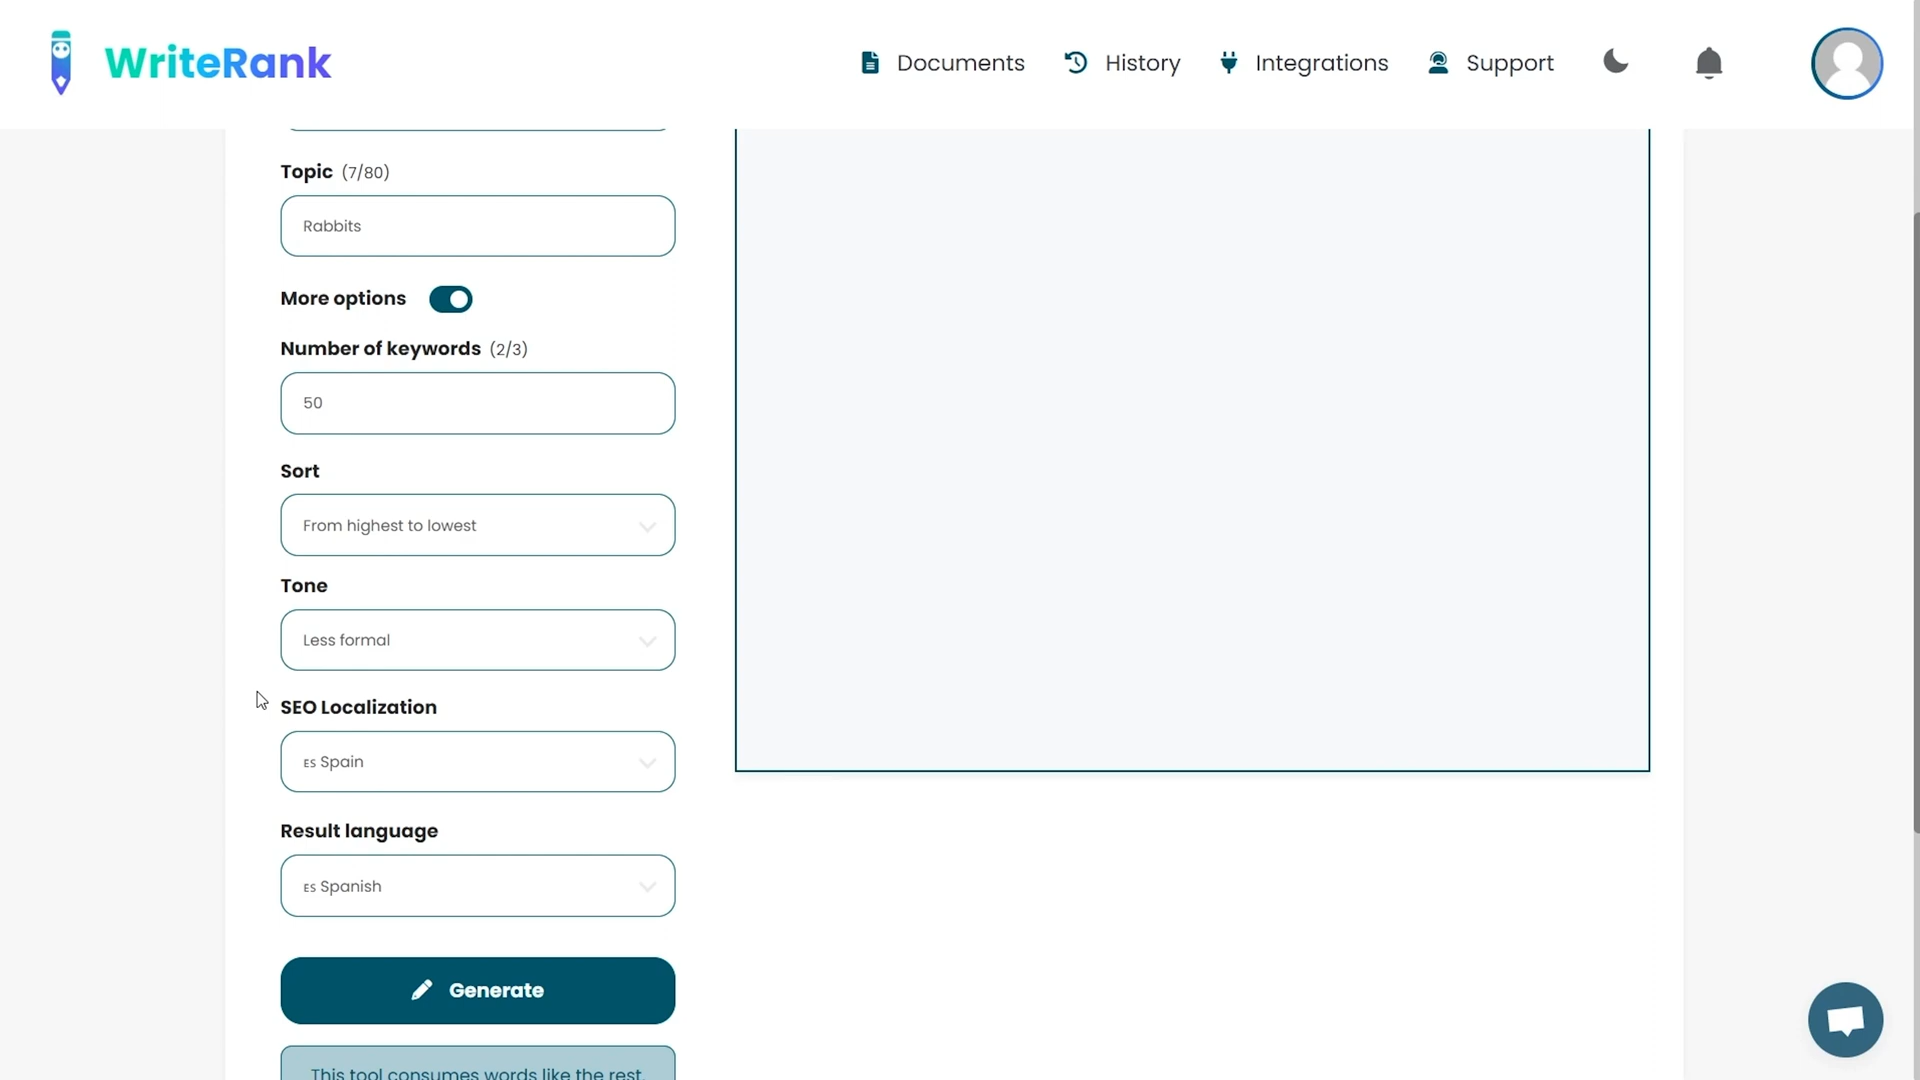 WriteRank
Documents
History
Integrations
Support
Topic (7/80)
Rabbits
More options
Number of keywords (2/3)
50
Sort
From highest to lowest
Tone
Less formal
SEO Localization
ES Spain
Result language
ES Spanish
Generate
This tool consumes words like the rest.